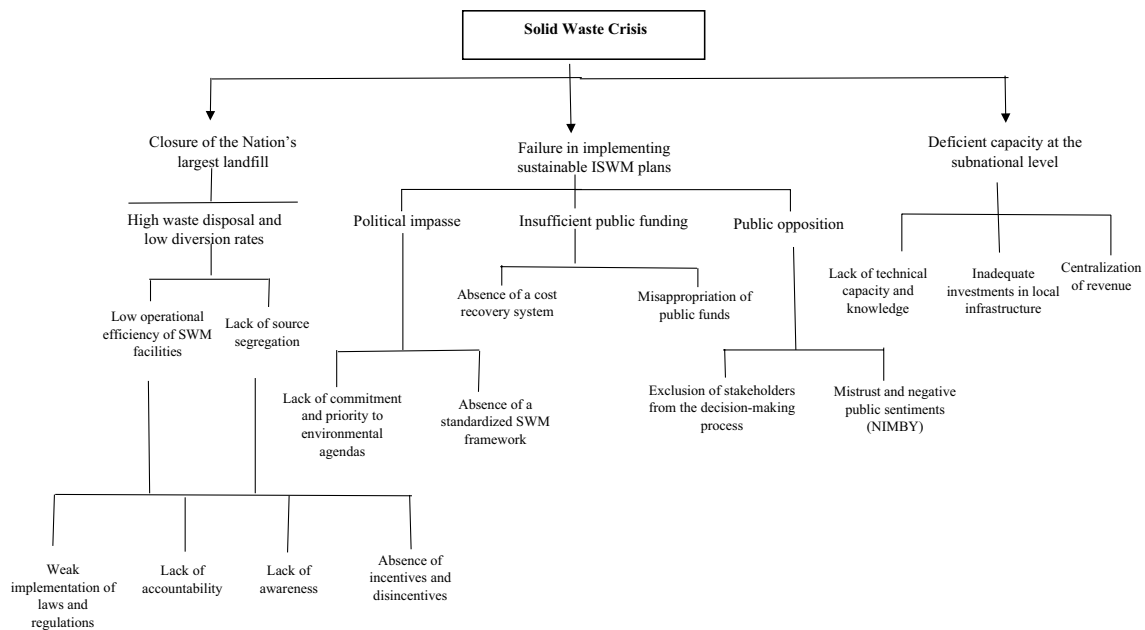 Solid Waste Crisis
Closure of the Nation's
largest landfill
Failure in implementing
sustainable ISWM plans
Deficient capacity at the
subnational level
High waste disposal and
low diversion rates
Political impasse
Insufficient public funding
Public opposition
Lack of technical
capacity and
knowledge
Inadequate
investments in local
infrastructure
Centralization
of revenue
Absence of a cost
recovery system
Misappropriation of
public funds
Low operational
efficiency of SWM
facilities
Lack of source
segregation
Lack of commitment
and priority to
environmental
agendas
Absence of a
standardized SWM
framework
Exclusion of stakeholders
from the decision-making
process
Mistrust and negative
public sentiments
(NIMBY)
Weak
implementation of
laws and
regulations
Lack of
accountability
Lack of
awareness
Absence of
incentives and
disincentives